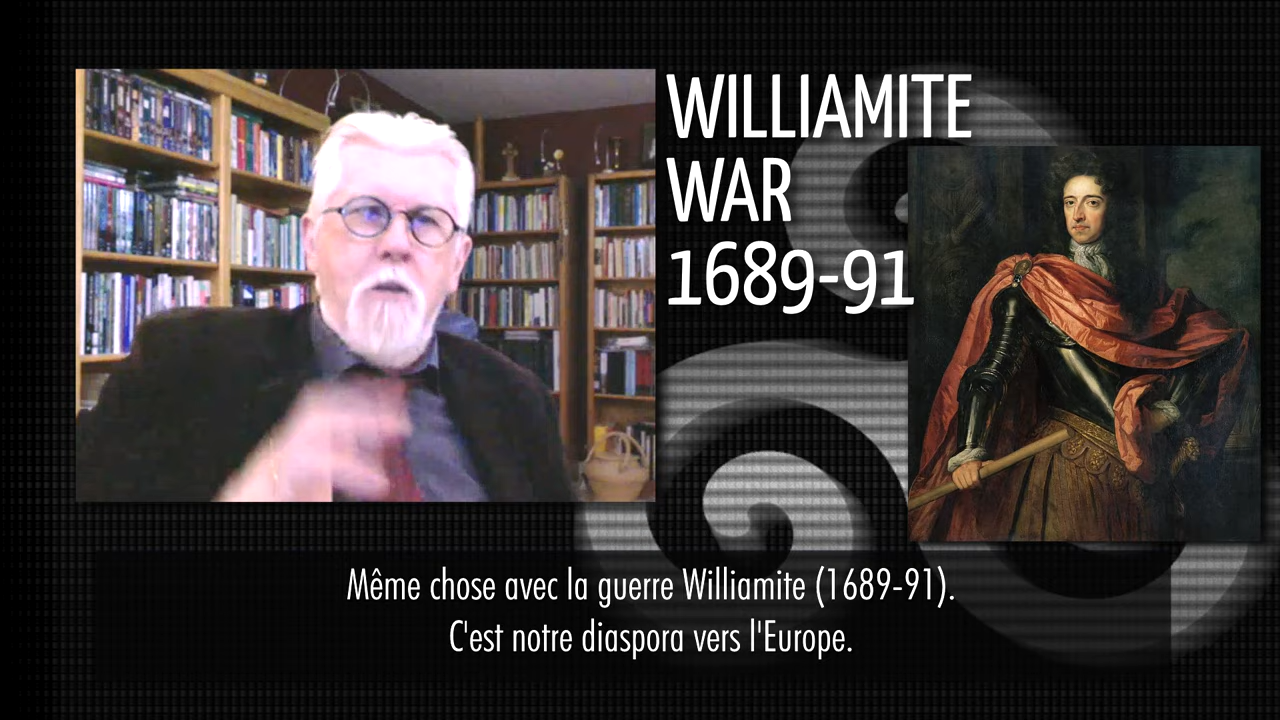 WILLIAMITE
WAR
1689-91
Même chose avec la guerre Williamite (1689-91).
C'est notre diaspora vers l'Europe.